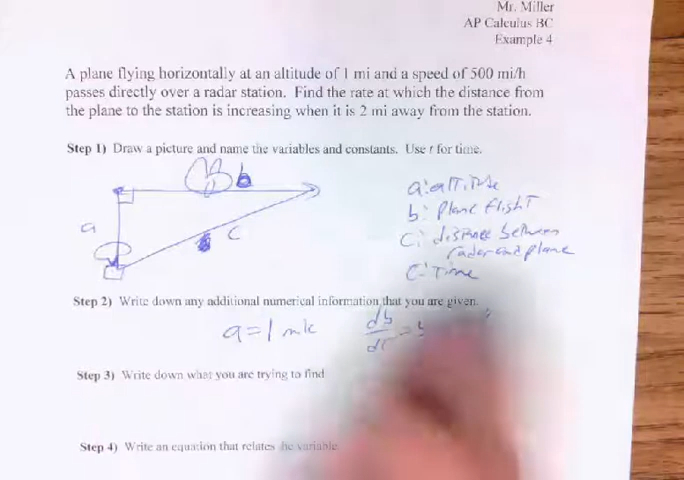 Mr. Miller
AP Calculus BC
Example 4
A plane flying horizontally at an altitude of 1 mi and a speed of 500 mi/h
passes directly over a radar station. Find the rate at which the distance from
the plane to the station is increasing when it is 2 mi away from the station.
Step 1) Draw a picture and name the variables and constants. Use t for time.
b
a
c
a: altitude
b: plane flight
c: distance between
radar and plane
Time
Step 2) Write down any additional numerical information that you are given.
a = 1 mile db/dt =
Step 3) Write down what you are trying to find
Step 4) Write an equation that relates the variable